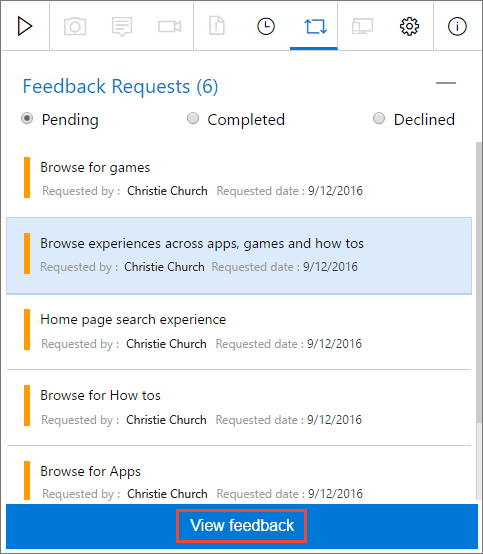 Feedback Requests (6)
Pending Completed Declined
Browse for games
Requested by : Christie Church Requested date : 9/12/2016
Browse experiences across apps, games and how tos
Requested by : Christie Church Requested date : 9/12/2016
Home page search experience
Requested by : Christie Church Requested date : 9/12/2016
Browse for How tos
Requested by : Christie Church Requested date : 9/12/2016
Browse for Apps
Requested by : Christie Church Requested date : 9/12/2016
View feedback